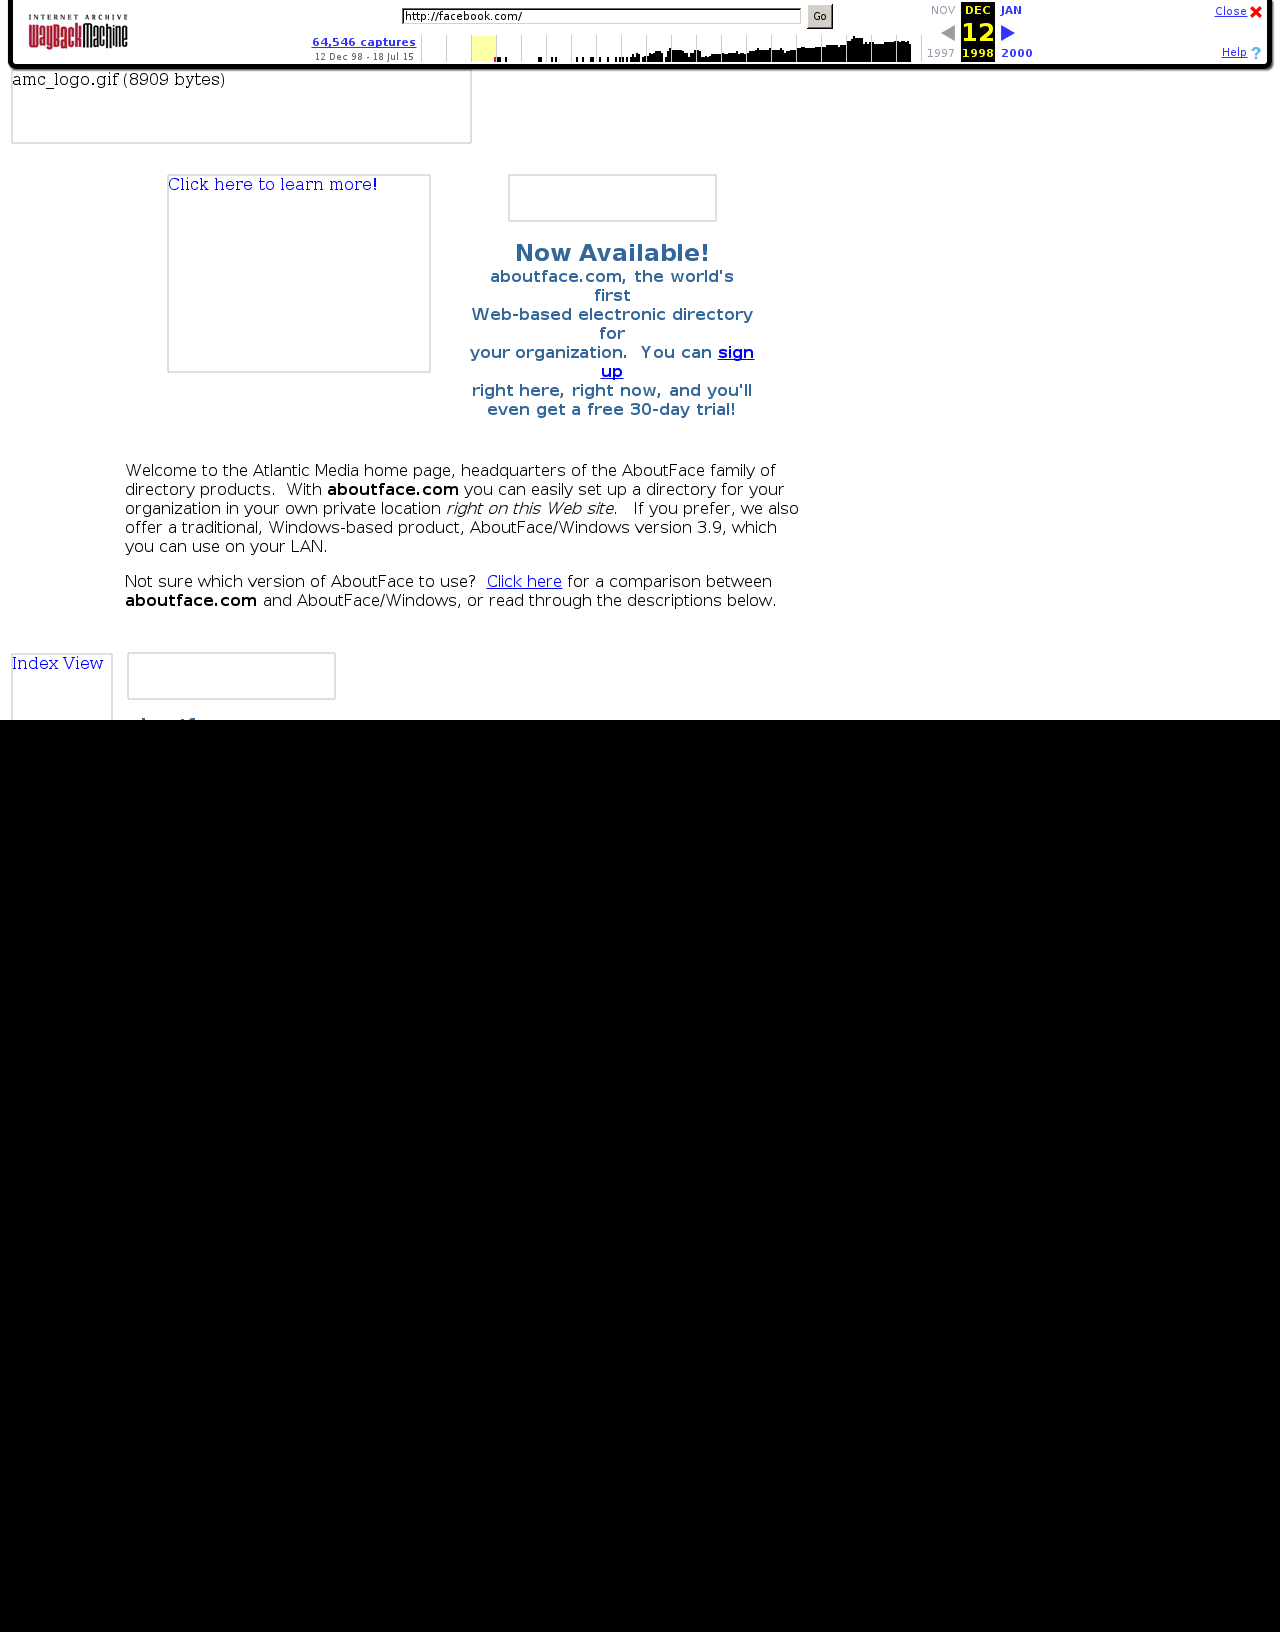 INTERNET ARCHIVE
WayBackMachine
http://facebook.com/
Go
64,546 captures
12 Dec 98 - 18 Jul 15
NOV DEC JAN
12
1997 1998 2000
Close
Help ?
amc_logo.gif (8909 bytes)
Click here to learn more!
Now Available!
aboutface.com, the world's
first
Web-based electronic directory
for
your organization. You can sign
up
right here, right now, and you'll
even get a free 30-day trial!
Welcome to the Atlantic Media home page, headquarters of the AboutFace family of
directory products. With aboutface.com you can easily set up a directory for your
organization in your own private location right on this Web site. If you prefer, we also
offer a traditional, Windows-based product, AboutFace/Windows version 3.9, which
you can use on your LAN.
Not sure which version of AboutFace to use? Click here for a comparison between
aboutface.com and AboutFace/Windows, or read through the descriptions below.
Index View